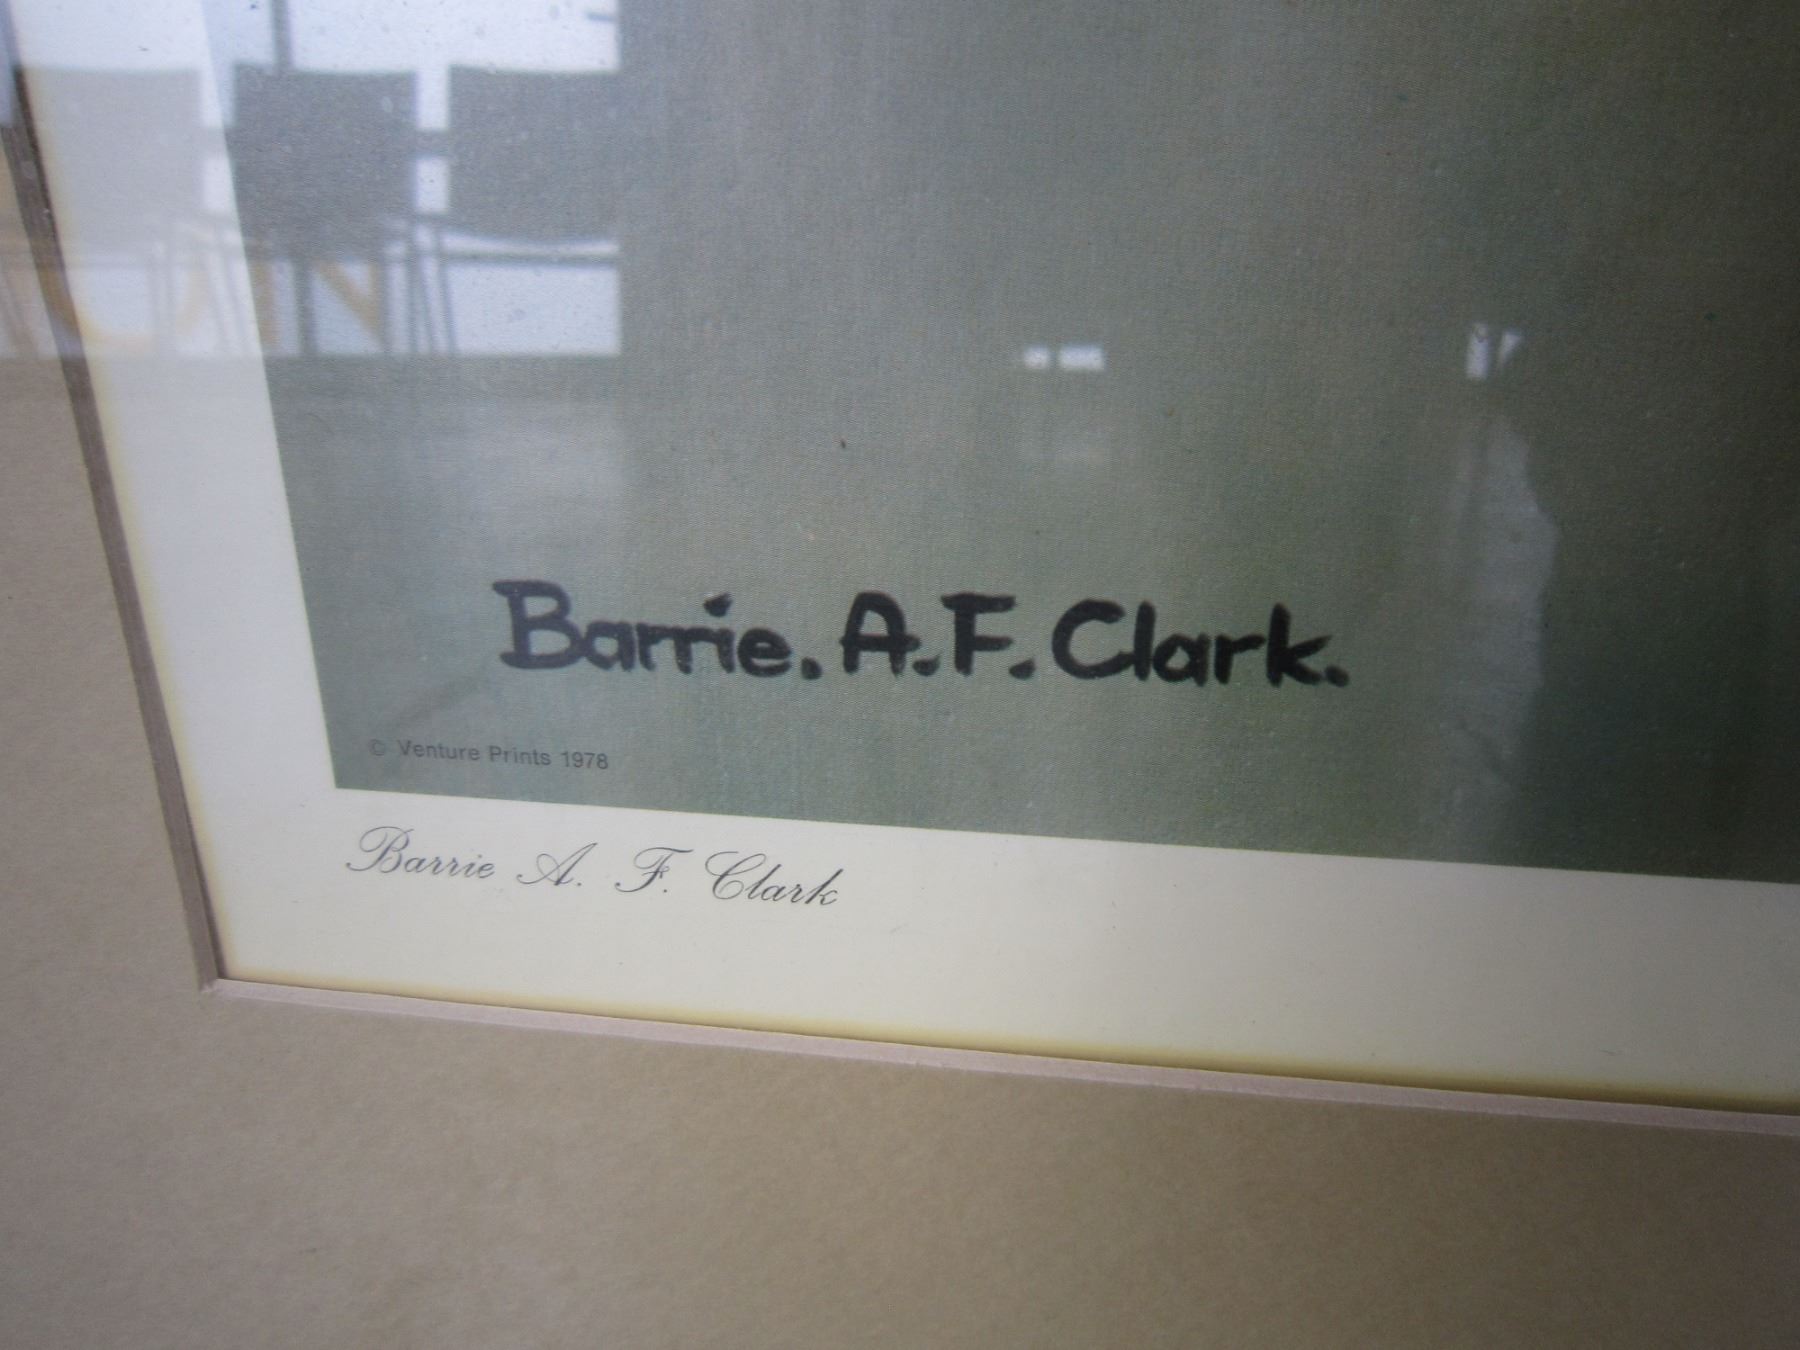 Barrie. A. F. Clark.
© Venture Prints 1978
Barrie A. F. Clark